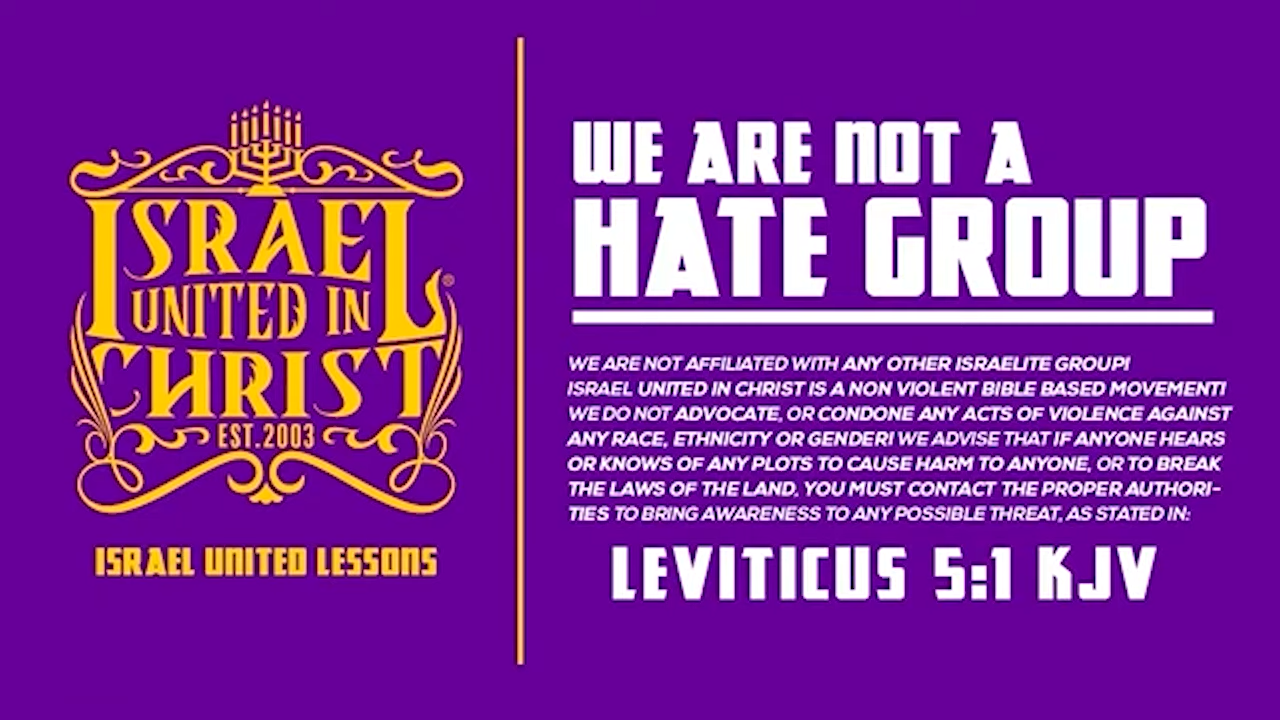 ISRAEL
UNITED IN
CHRIST
EST.2003
ISRAEL UNITED LESSONS
WE ARE NOT A
HATE GROUP
WE ARE NOT AFFILIATED WITH ANY OTHER ISRAELITE GROUP!
ISRAEL UNITED IN CHRIST IS A NON VIOLENT BIBLE BASED MOVEMENT!
WE DO NOT ADVOCATE, OR CONDONE ANY ACTS OF VIOLENCE AGAINST
ANY RACE, ETHNICITY OR GENDER! WE ADVISE THAT IF ANYONE HEARS
OR KNOWS OF ANY PLOTS TO CAUSE HARM TO ANYONE, OR TO BREAK
THE LAWS OF THE LAND. YOU MUST CONTACT THE PROPER AUTHORI-
TIES TO BRING AWARENESS TO ANY POSSIBLE THREAT, AS STATED IN:
LEVITICUS 5:1 KJV